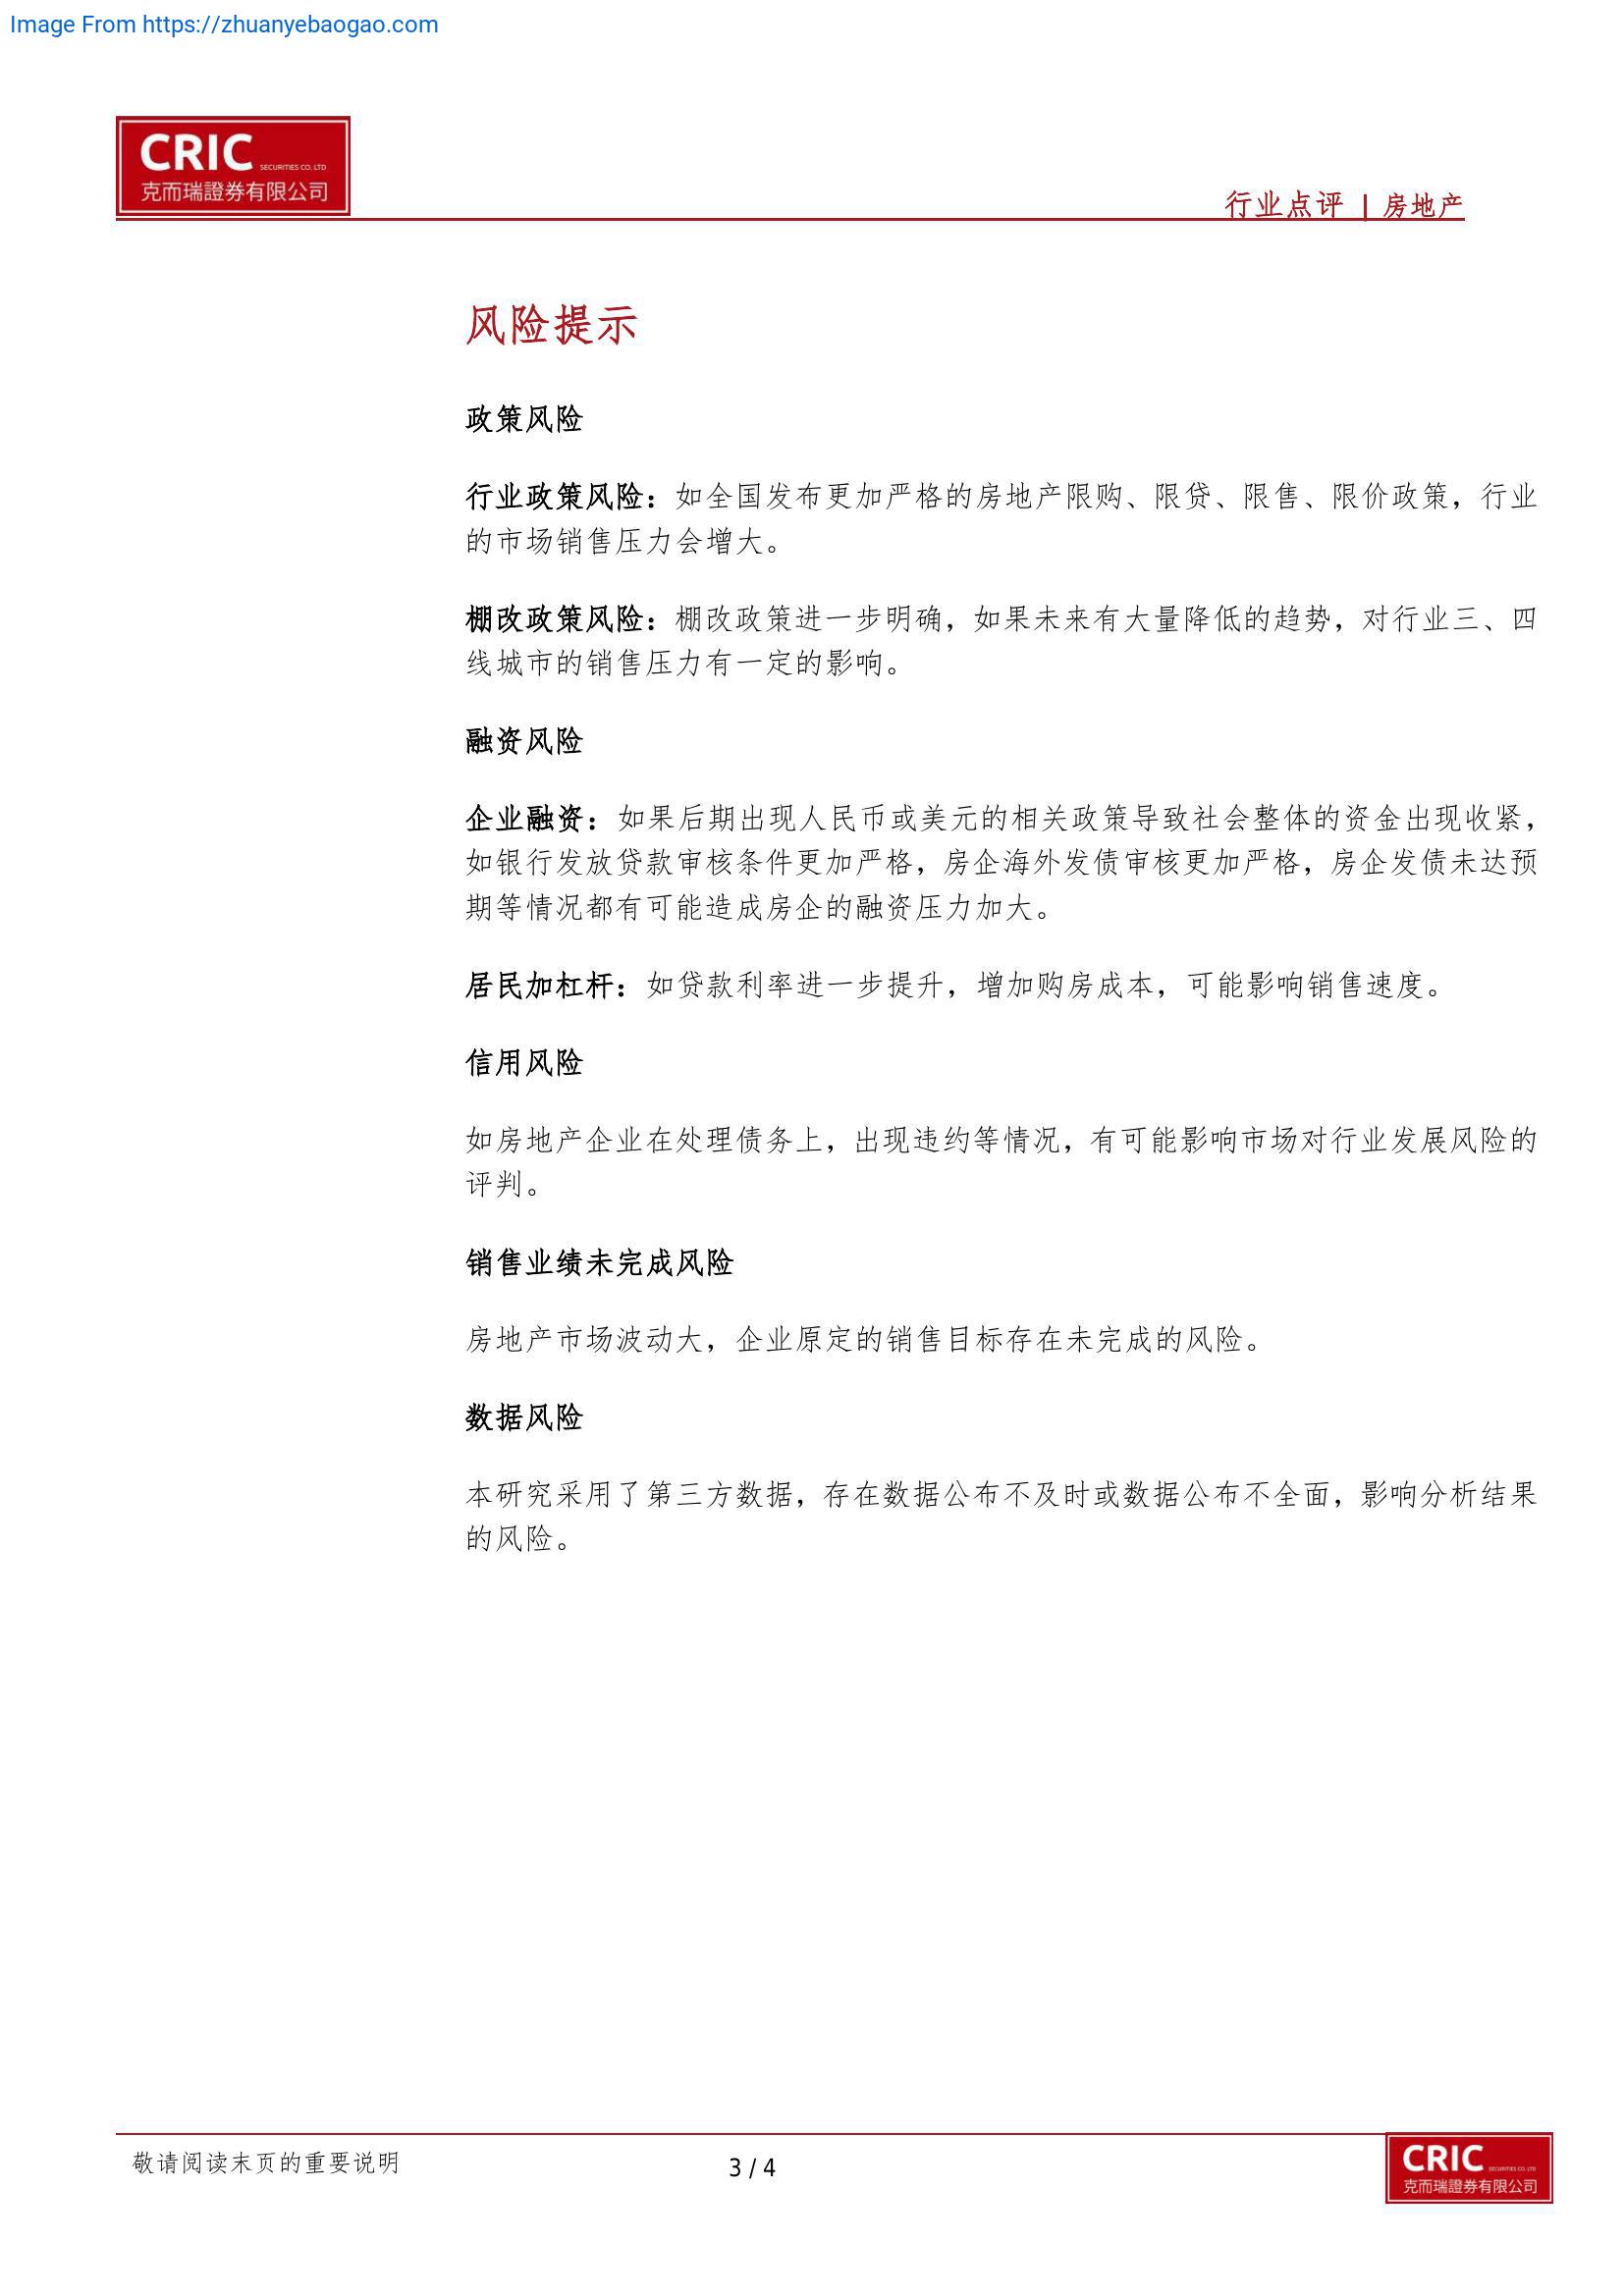 Image From https://zhuanyebaogao.com
CRIC SECURITIES CO. LTD
克而瑞證券有限公司
行业点评 | 房地产
风险提示
政策风险
行业政策风险：如全国发布更加严格的房地产限购、限贷、限售、限价政策，行业
的市场销售压力会增大。
棚改政策风险：棚改政策进一步明确，如果未来有大量降低的趋势，对行业三、四
线城市的销售压力有一定的影响。
融资风险
企业融资：如果后期出现人民币或美元的相关政策导致社会整体的资金出现收紧，
如银行发放贷款审核条件更加严格，房企海外发债审核更加严格，房企发债未达预
期等情况都有可能造成房企的融资压力加大。
居民加杠杆：如贷款利率进一步提升，增加购房成本，可能影响销售速度。
信用风险
如房地产企业在处理债务上，出现违约等情况，有可能影响市场对行业发展风险的
评判。
销售业绩未完成风险
房地产市场波动大，企业原定的销售目标存在未完成的风险。
数据风险
本研究采用了第三方数据，存在数据公布不及时或数据公布不全面，影响分析结果
的风险。
敬请阅读末页的重要说明
3 / 4
CRIC SECURITIES CO. LTD
克而瑞證券有限公司